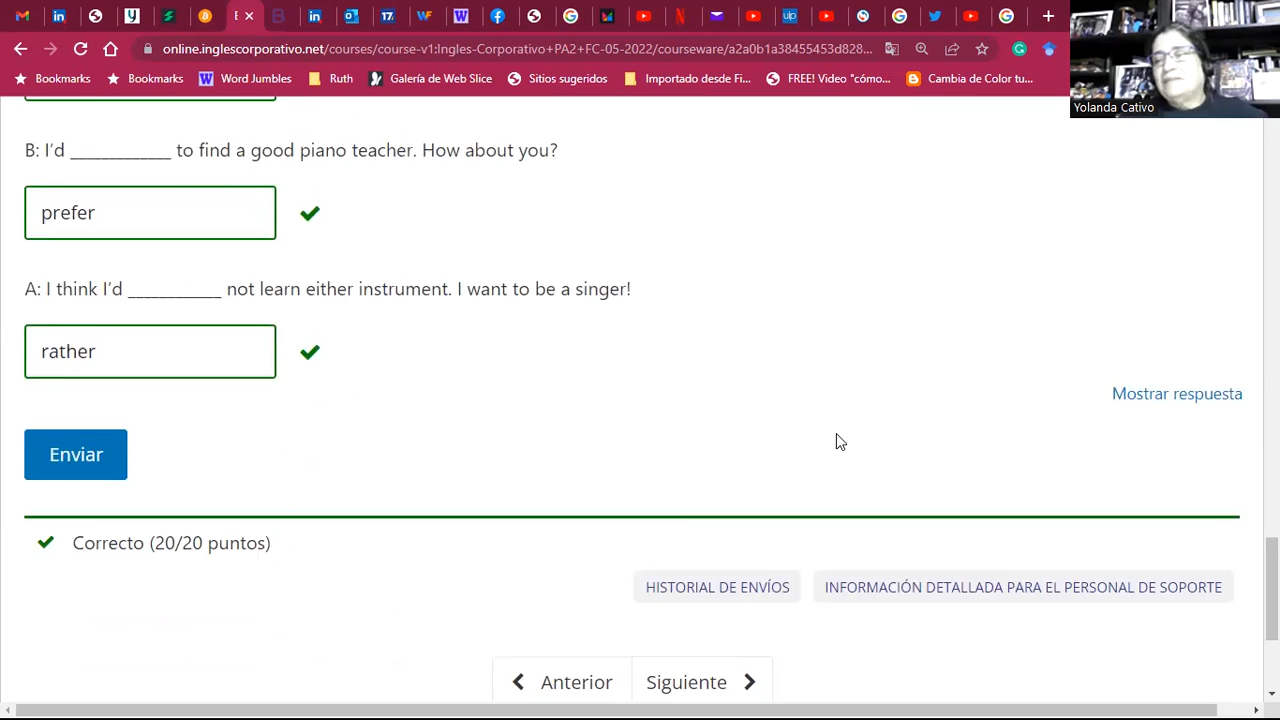 online.inglescorporativo.net/courses/course-v1:Ingles-Corporativo+PA2+FC-05-2022/courseware/a2a0b1a38455453d828...
Bookmarks
Bookmarks
Word Jumbles
Ruth
Galería de Web Slice
Sitios sugeridos
Importado desde Fi...
FREE! Video "cómo...
Cambia de Color tu...
Yolanda Cativo
B: I’d ____________ to find a good piano teacher. How about you?
prefer
A: I think I’d ___________ not learn either instrument. I want to be a singer!
rather
Mostrar respuesta
Enviar
Correcto (20/20 puntos)
HISTORIAL DE ENVÍOS
INFORMACIÓN DETALLADA PARA EL PERSONAL DE SOPORTE
Anterior
Siguiente